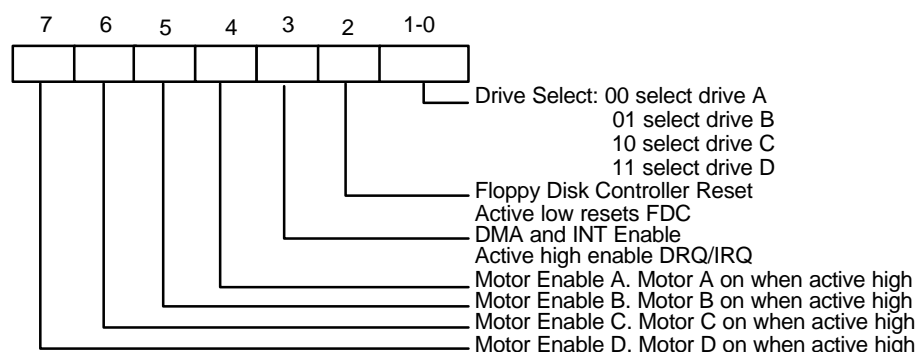 7 6 5 4 3 2 1-0
Drive Select: 00 select drive A
01 select drive B
10 select drive C
11 select drive D
Floppy Disk Controller Reset
Active low resets FDC
DMA and INT Enable
Active high enable DRQ/IRQ
Motor Enable A. Motor A on when active high
Motor Enable B. Motor B on when active high
Motor Enable C. Motor C on when active high
Motor Enable D. Motor D on when active high